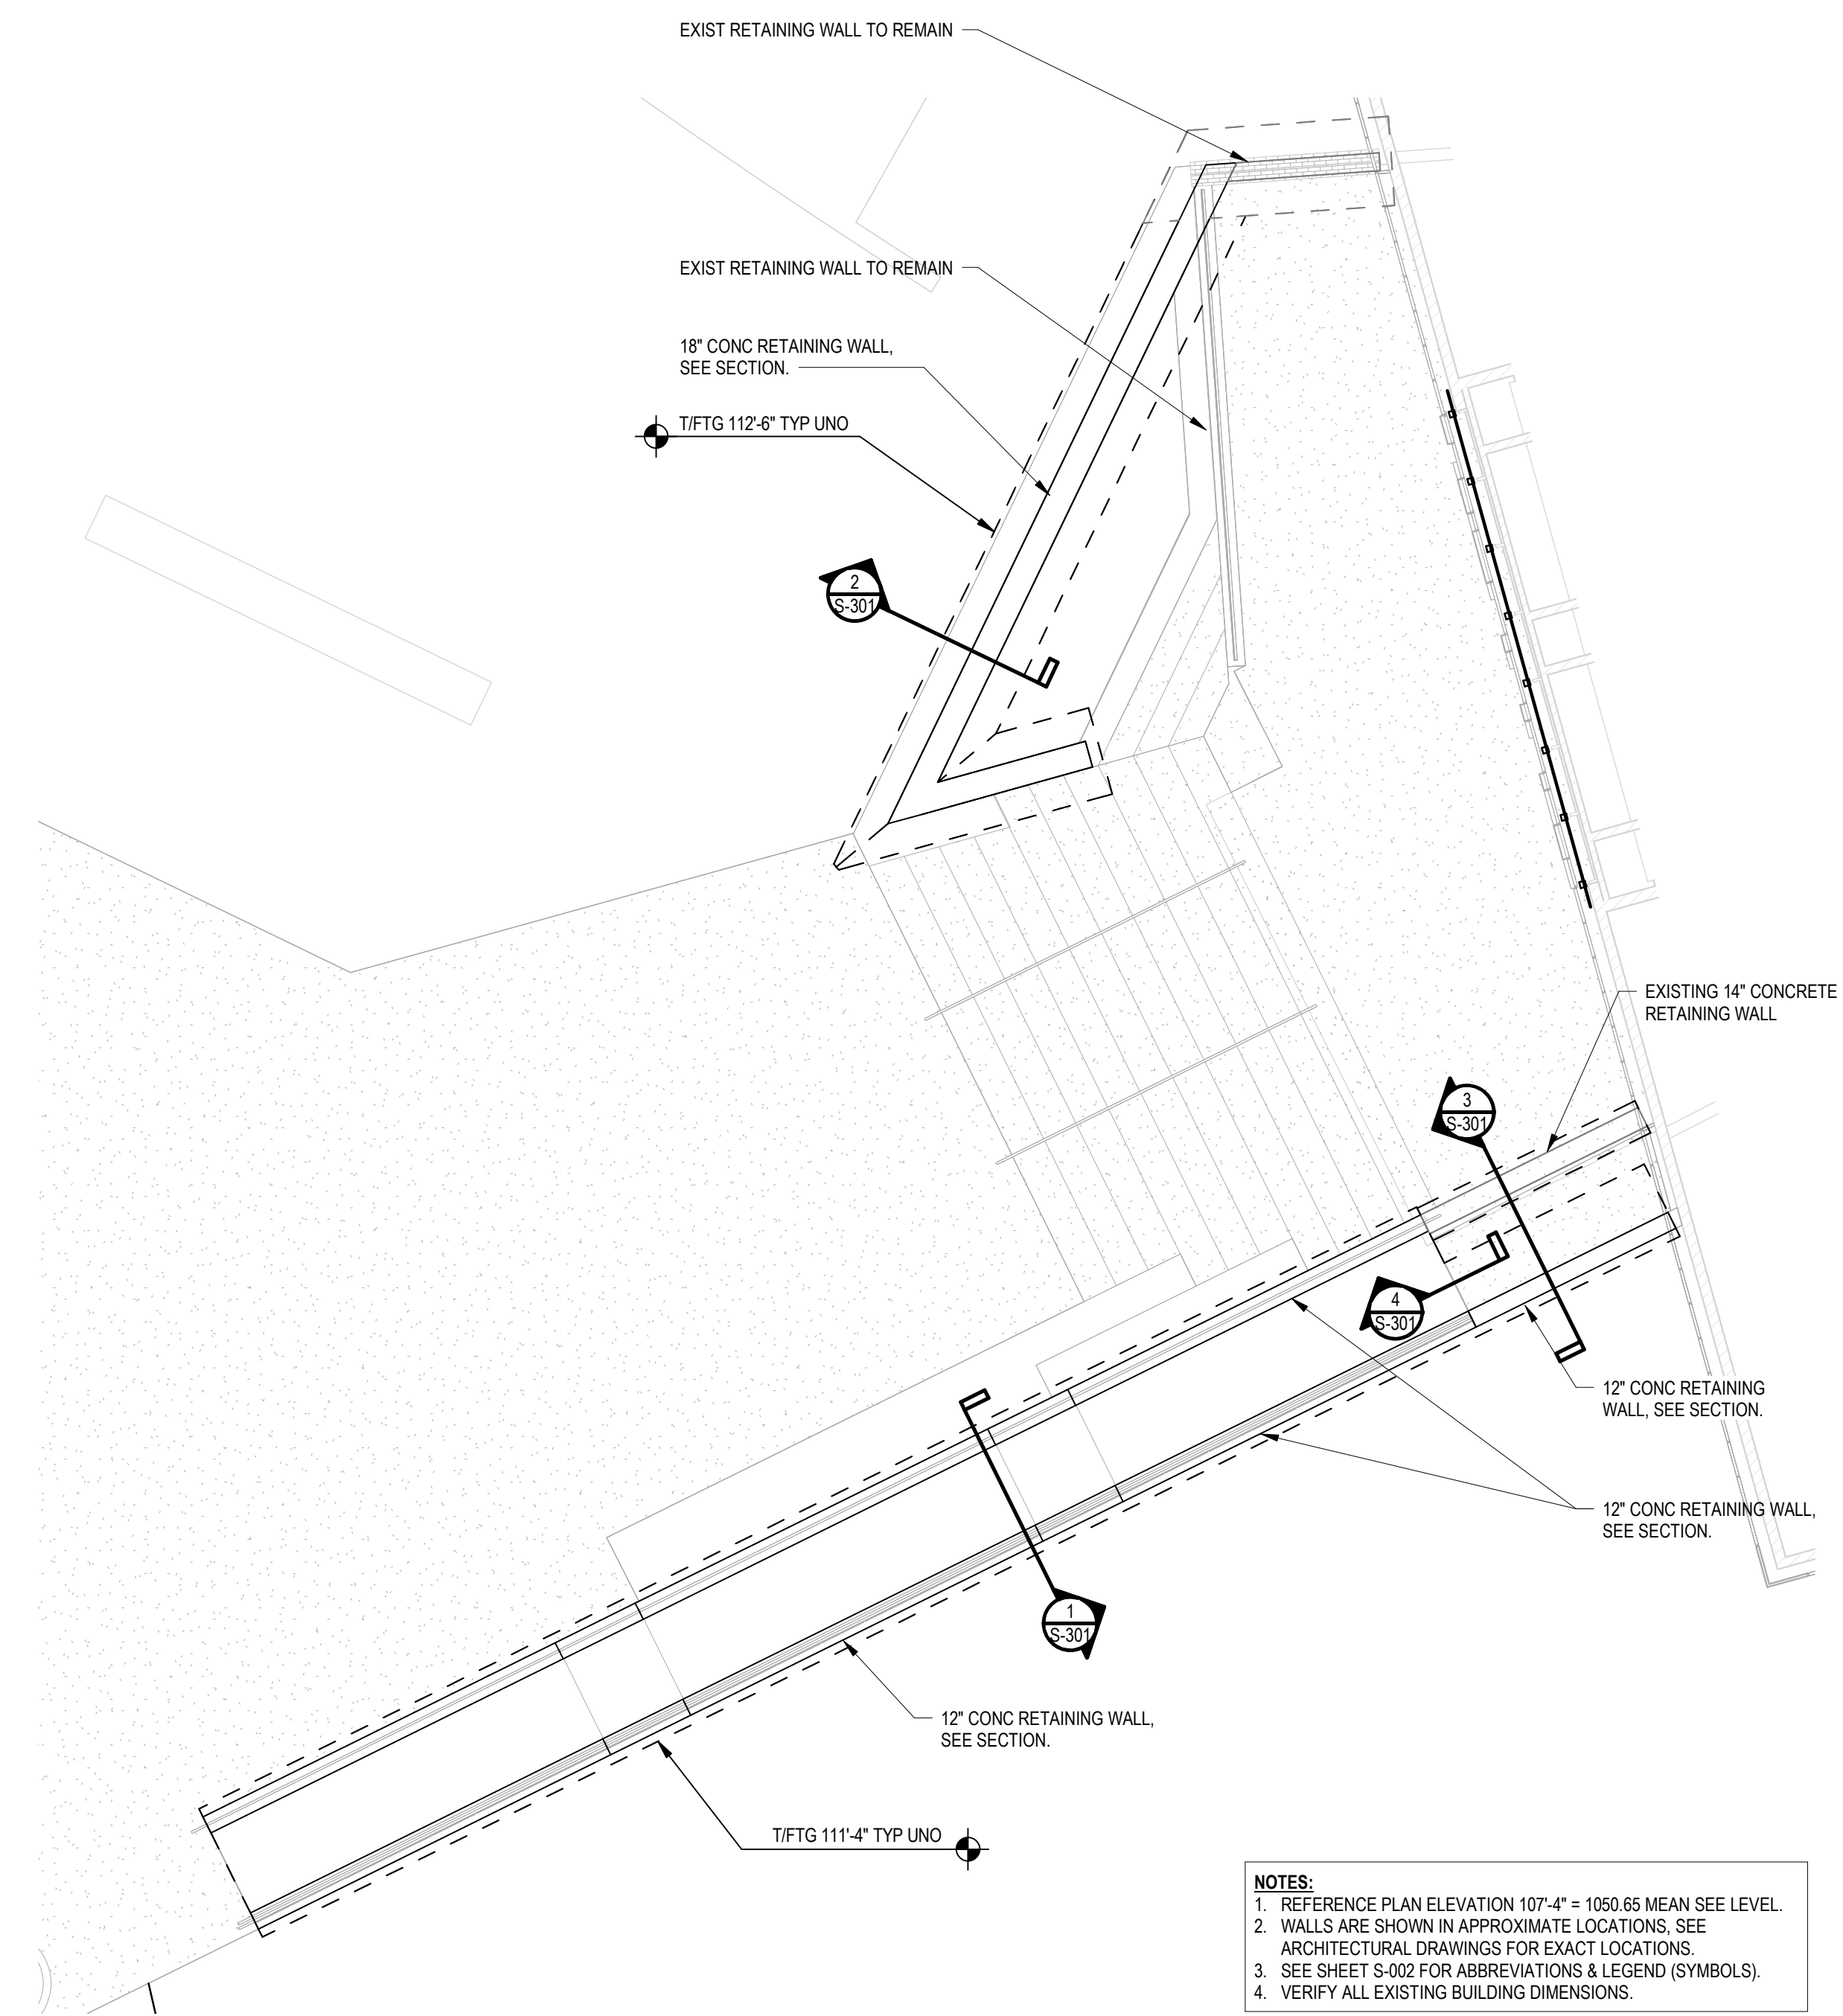 EXIST RETAINING WALL TO REMAIN
EXIST RETAINING WALL TO REMAIN
18" CONC RETAINING WALL,
SEE SECTION.
T/FTG 112'-6" TYP UNO
2
S-301
EXISTING 14" CONCRETE
RETAINING WALL
3
S-301
4
S-301
12" CONC RETAINING
WALL, SEE SECTION.
12" CONC RETAINING WALL,
SEE SECTION.
1
S-301
12" CONC RETAINING WALL,
SEE SECTION.
T/FTG 111'-4" TYP UNO
NOTES:
1. REFERENCE PLAN ELEVATION 107'-4" = 1050.65 MEAN SEE LEVEL.
2. WALLS ARE SHOWN IN APPROXIMATE LOCATIONS, SEE
ARCHITECTURAL DRAWINGS FOR EXACT LOCATIONS.
3. SEE SHEET S-002 FOR ABBREVIATIONS & LEGEND (SYMBOLS).
4. VERIFY ALL EXISTING BUILDING DIMENSIONS.